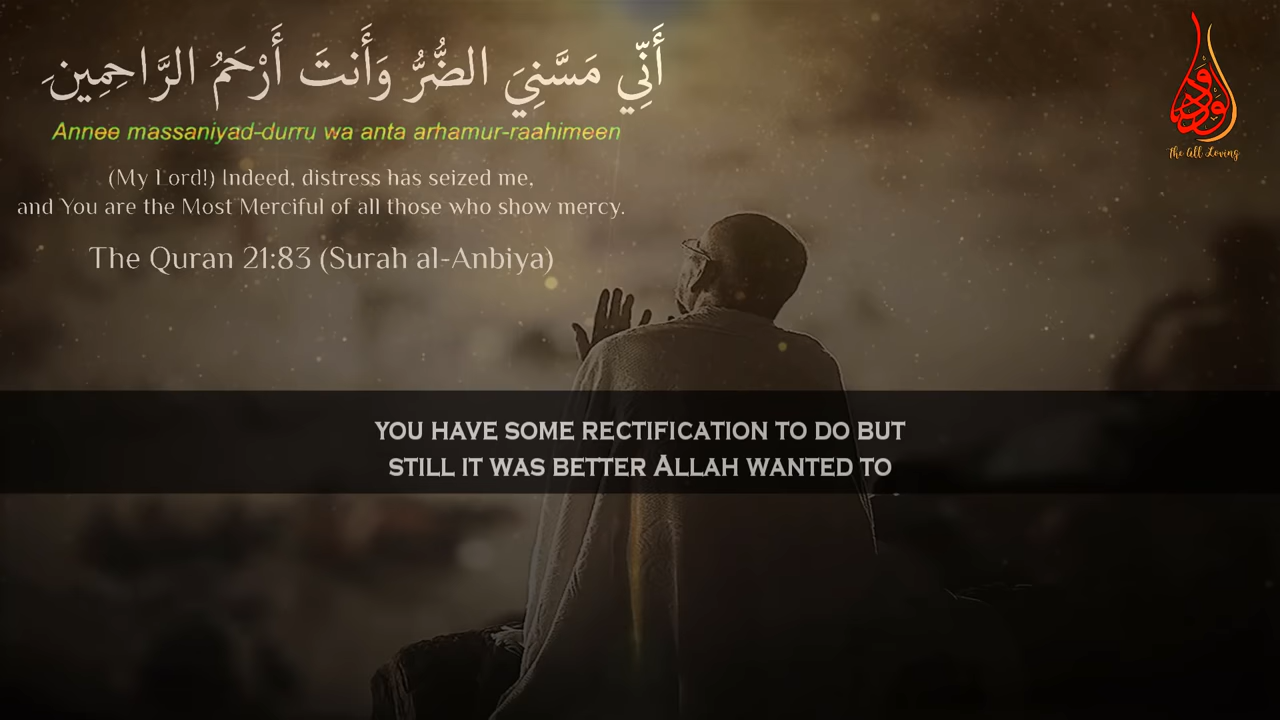 أَنِّي مَسَّنِيَ الضُّرُّ وَأَنتَ أَرْحَمُ الرَّاحِمِينَ
Annee massaniyad-durru wa anta arhamur-raahimeen
(My Lord!) Indeed, distress has seized me,
and You are the Most Merciful of all those who show mercy.
The Quran 21:83 (Surah al-Anbiya)
الودود
The All Loving
YOU HAVE SOME RECTIFICATION TO DO BUT
STILL IT WAS BETTER ALLAH WANTED TO